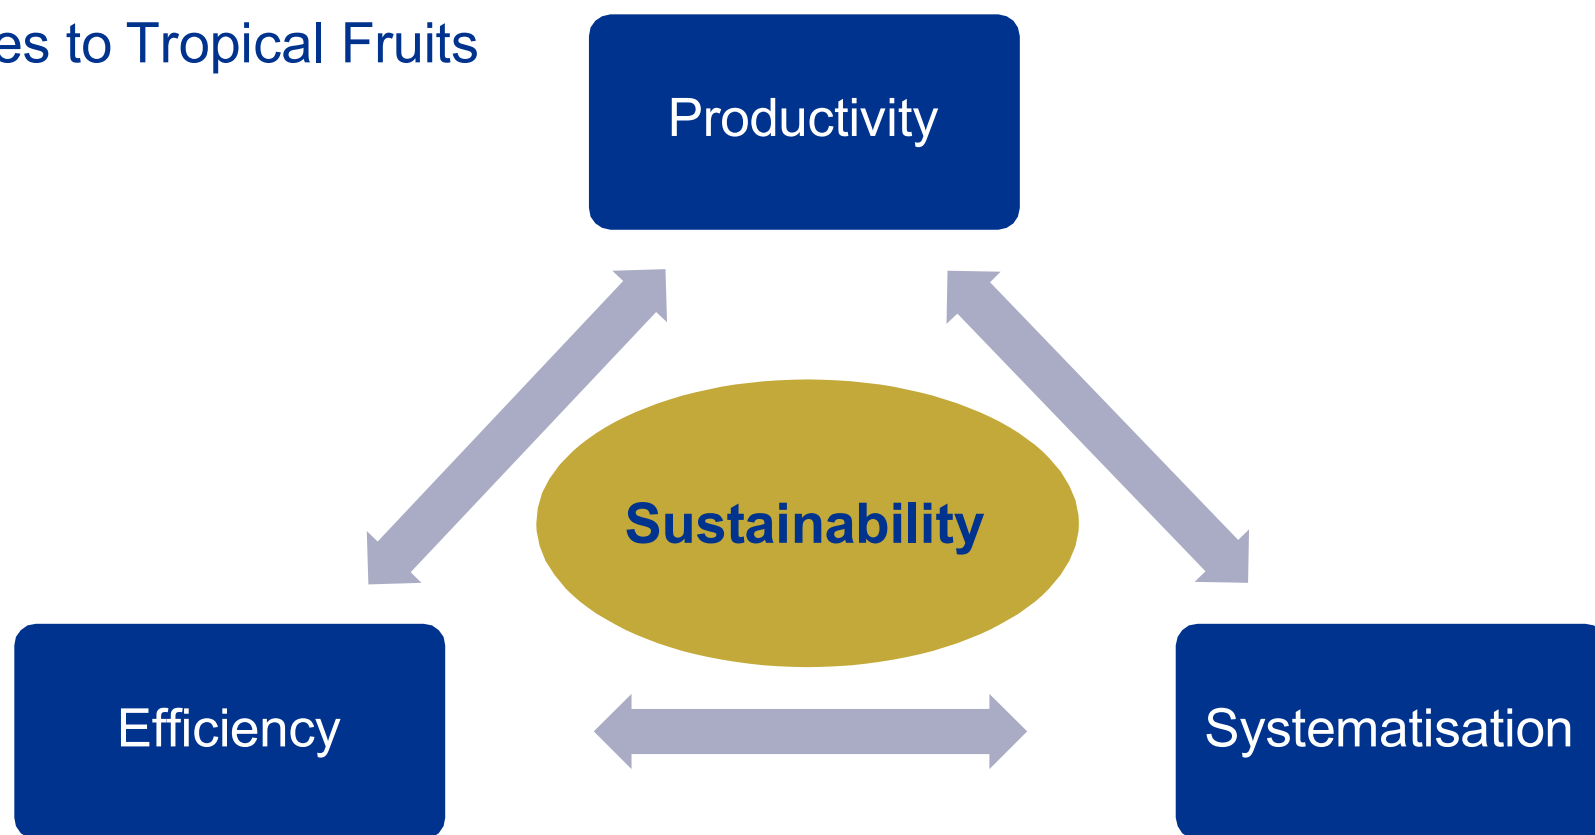 es to Tropical Fruits
Productivity
Sustainability
Efficiency
Systematisation